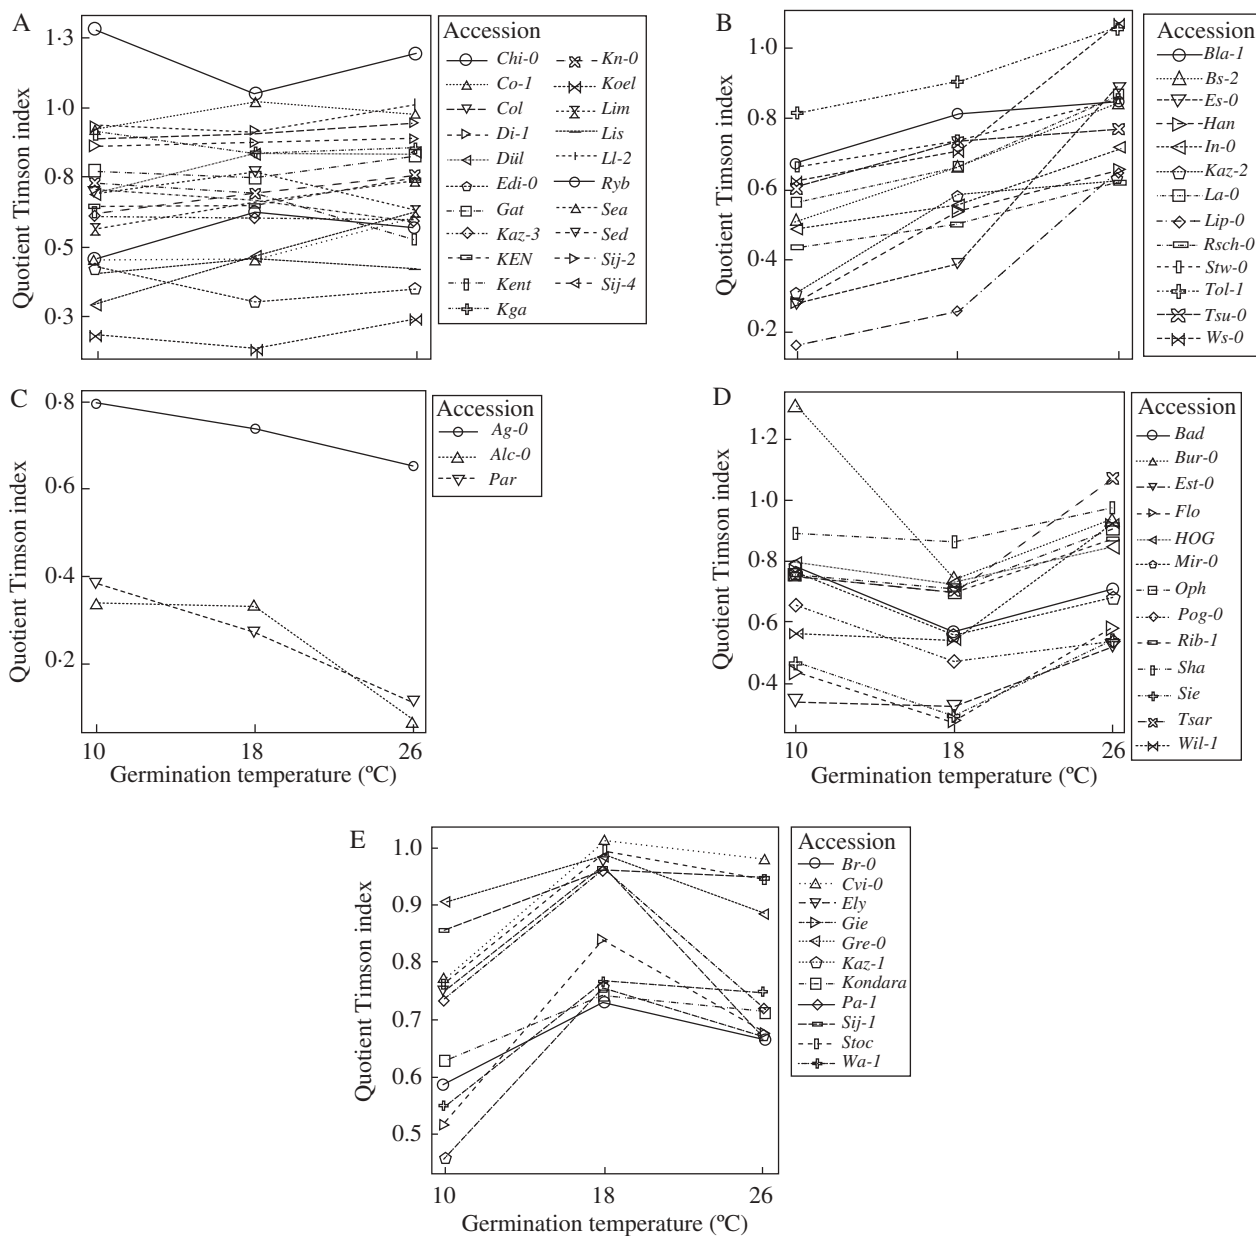 A
Quotient Timson index
1·3
1·0
0·8
0·5
0·3
10
18
26
Accession
Chi-0
Co-1
Col
Di-1
Dül
Edi-0
Gat
Kaz-3
KEN
Kent
Kga
Kn-0
Koel
Lim
Lis
Ll-2
Ryb
Sea
Sed
Sij-2
Sij-4
B
Quotient Timson index
1·0
0·8
0·6
0·4
0·2
10
18
26
Accession
Bla-1
Bs-2
Es-0
Han
In-0
Kaz-2
La-0
Lip-0
Rsch-0
Stw-0
Tol-1
Tsu-0
Ws-0
C
Quotient Timson index
0·8
0·6
0·4
0·2
10
18
26
Germination temperature (ºC)
Accession
Ag-0
Alc-0
Par
D
Quotient Timson index
1·2
1·0
0·8
0·6
0·4
10
18
26
Germination temperature (ºC)
Accession
Bad
Bur-0
Est-0
Flo
HOG
Mir-0
Oph
Pog-0
Rib-1
Sha
Sie
Tsar
Wil-1
E
Quotient Timson index
1.0
0.9
0.8
0.7
0.6
0.5
10
18
26
Germination temperature (ºC)
Accession
Br-0
Cvi-0
Ely
Gie
Gre-0
Kaz-1
Kondara
Pa-1
Sij-1
Stoc
Wa-1